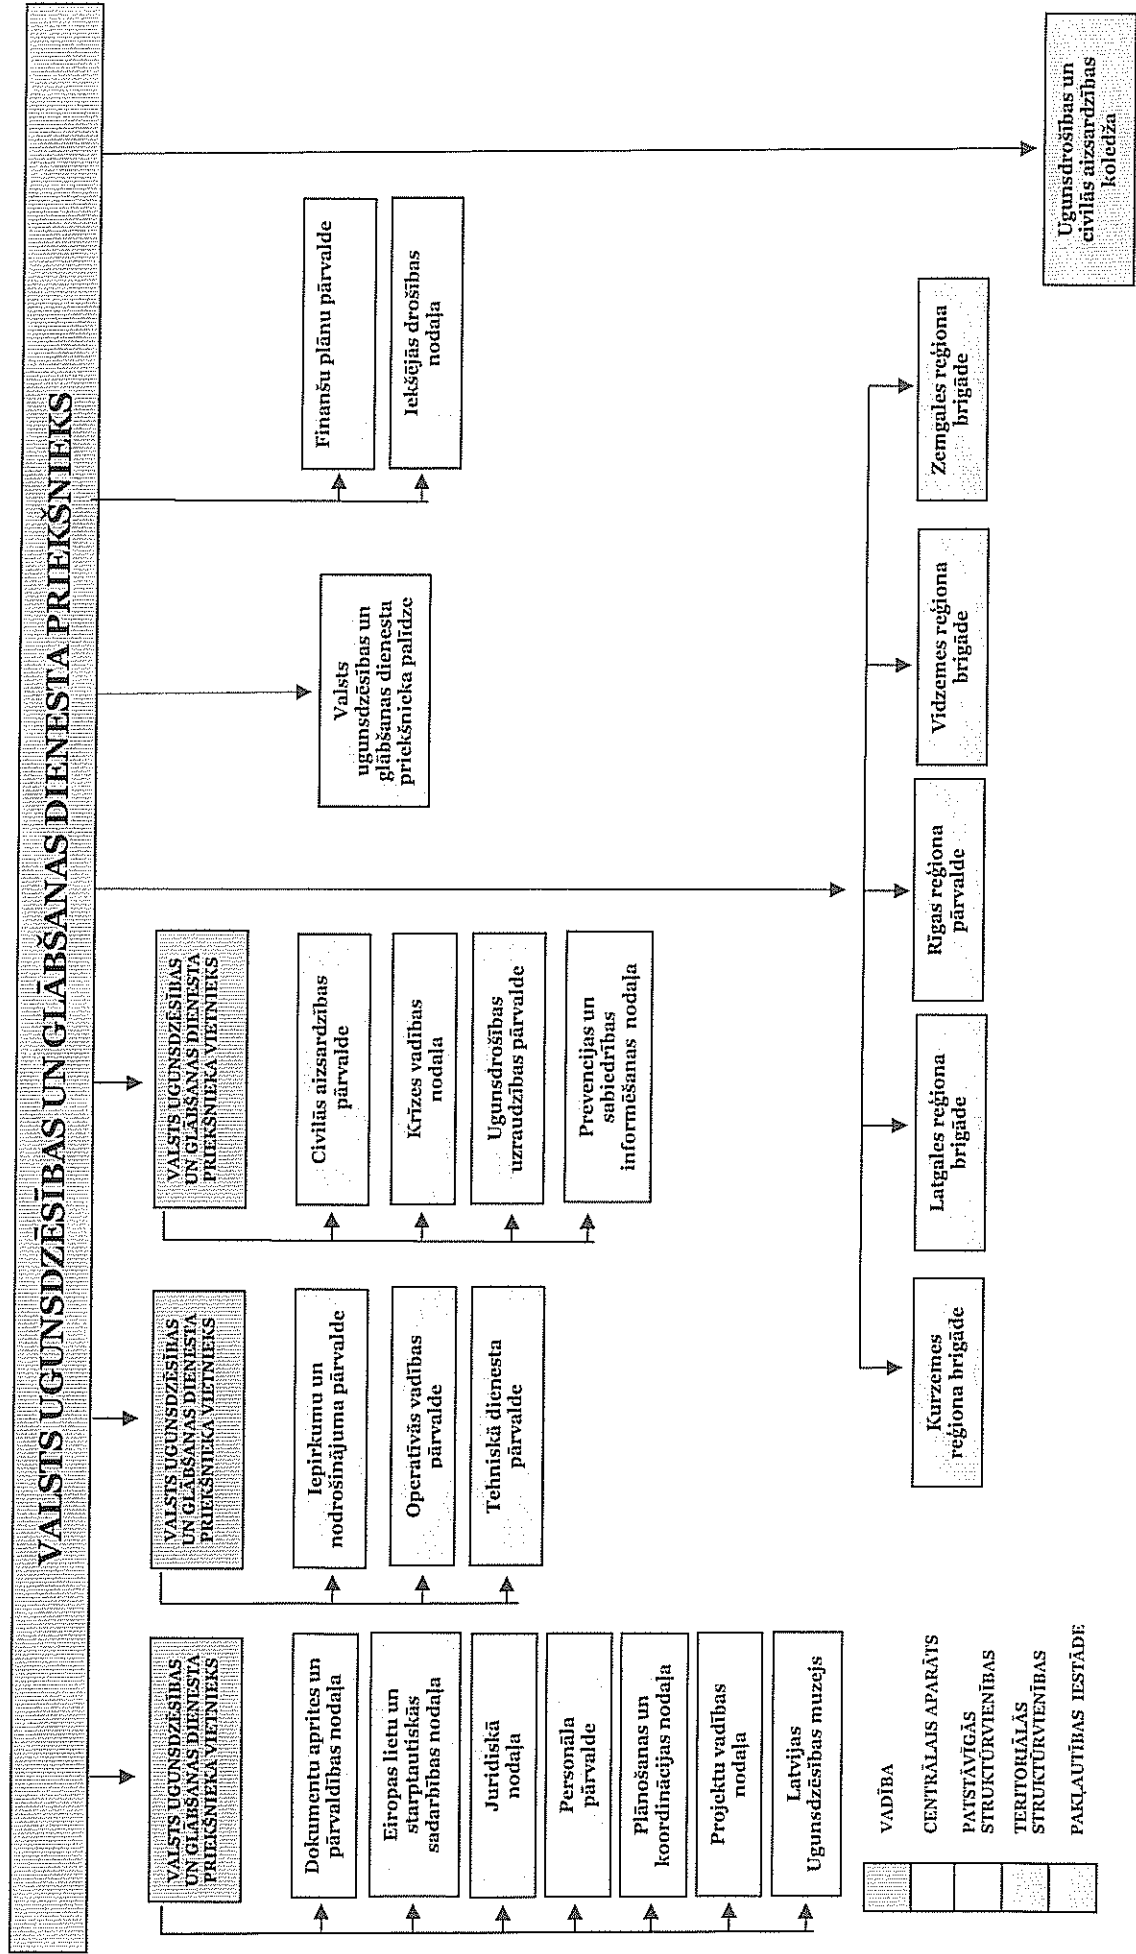 VALSTS UGUNSDZĒSĪBAS UN GLĀBŠANAS DIENESTA PRIEKŠNIEKS
VALSTS UGUNSDZĒSĪBAS
UN GLĀBŠANAS DIENESTA
PRIEKŠNIEKA VIETNIEKS
Dokumentu aprites un
pārvaldības nodaļa
Eiropas lietu un
starptautiskās
sadarbības nodaļa
Juridiskā
nodaļa
Personāla
pārvalde
Plānošanas un
koordinācijas nodaļa
Projektu vadības
nodaļa
Latvijas
Ugunsdzēsības muzejs
VALSTS UGUNSDZĒSĪBAS
UN GLĀBŠANAS DIENESTA
PRIEKŠNIEKA VIETNIEKS
Iepirkumu un
nodrošinājuma pārvalde
Operatīvās vadības
pārvalde
Tehniskā dienesta
pārvalde
VALSTS UGUNSDZĒSĪBAS
UN GLĀBŠANAS DIENESTA
PRIEKŠNIEKA VIETNIEKS
Civilās aizsardzības
pārvalde
Krīzes vadības
nodaļa
Ugunsdrošības
uzraudzības pārvalde
Prevencijas un
sabiedrības
informēšanas nodaļa
Valsts
ugunsdzēsības un
glābšanas dienesta
priekšnieka palīdze
Finanšu plānu pārvalde
Iekšējās drošības
nodaļa
Kurzemes
reģiona brigāde
Latgales reģiona
brigāde
Rīgas reģiona
pārvalde
Vidzemes reģiona
brigāde
Zemgales reģiona
brigāde
Ugunsdrošības un
civilās aizsardzības
koledža
VADĪBA
CENTRĀLAIS APARĀTS
PATSTĀVĪGĀS
STRUKTŪRVIENĪBAS
TERITORIĀLĀS
STRUKTŪRVIENĪBAS
PAKĻAUTĪBAS IESTĀDE